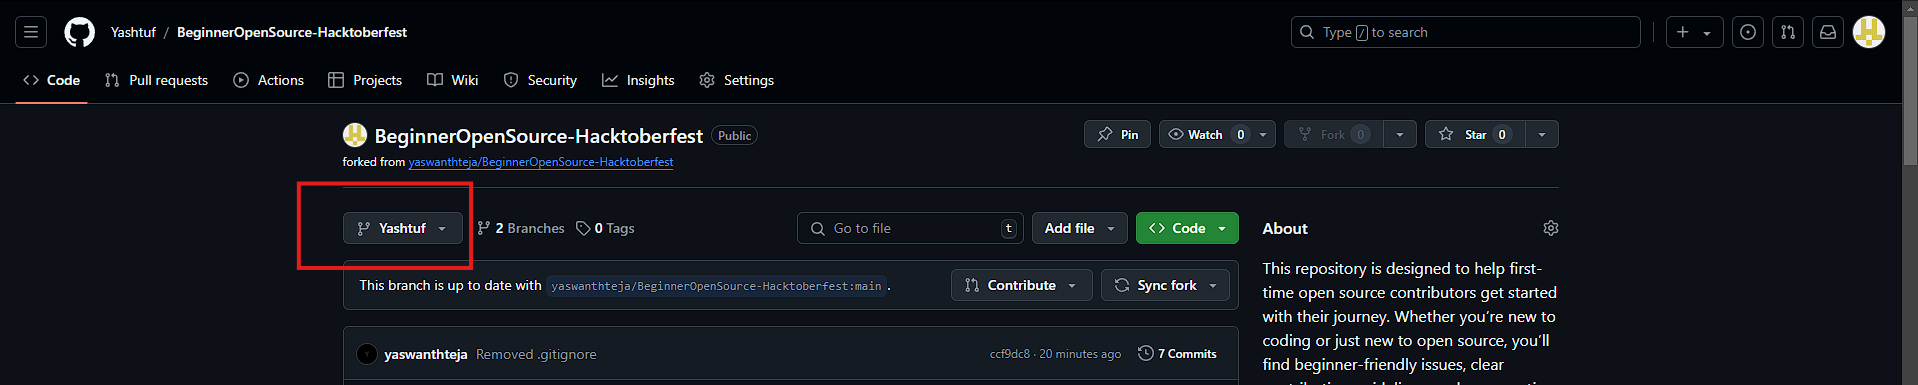 Yashtuf / BeginnerOpenSource-Hacktoberfest
Type / to search
Code Pull requests Actions Projects Wiki Security Insights Settings
BeginnerOpenSource-Hacktoberfest Public
Pin Watch 0 Fork 0 Star 0
forked from yaswanthteja/BeginnerOpenSource-Hacktoberfest
Yashtuf 2 Branches 0 Tags Go to file t Add file Code
About
This branch is up to date with yaswanthteja/BeginnerOpenSource-Hacktoberfest:main . Contribute Sync fork
yaswanthteja Removed .gitignore ccf9dc8 · 20 minutes ago 7 Commits
This repository is designed to help first-
time open source contributors get started
with their journey. Whether you’re new to
coding or just new to open source, you’ll
find beginner-friendly issues, clear